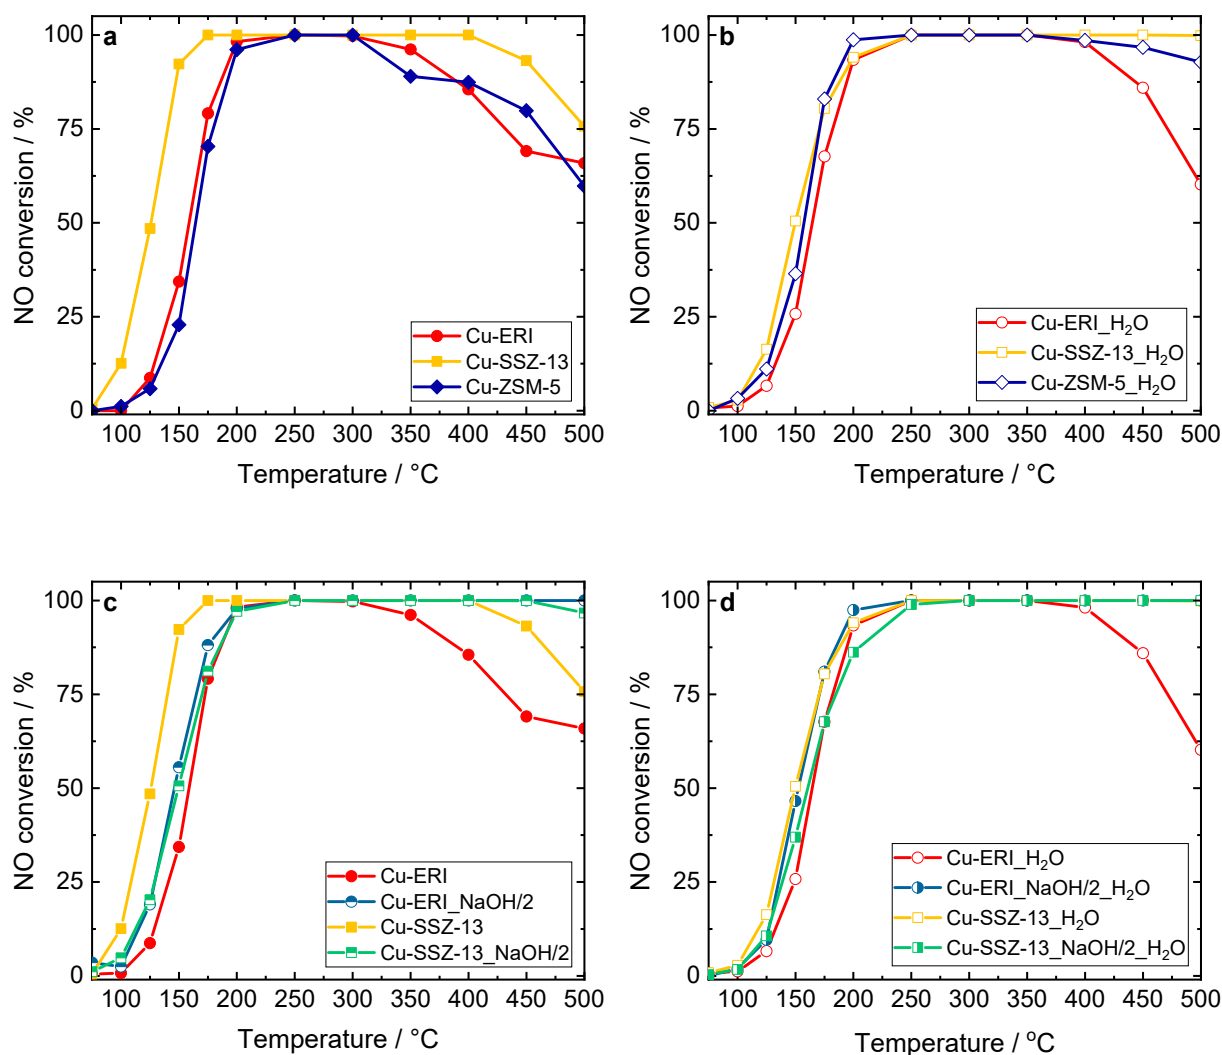 a
100
75
50
25
0
NO conversion / %
100 150 200 250 300 350 400 450 500
Temperature / °C
Cu-ERI
Cu-SSZ-13
Cu-ZSM-5
b
100
75
50
25
0
NO conversion / %
100 150 200 250 300 350 400 450 500
Temperature / °C
Cu-ERI_H₂O
Cu-SSZ-13_H₂O
Cu-ZSM-5_H₂O
c
100
75
50
25
0
NO conversion / %
100 150 200 250 300 350 400 450 500
Temperature / °C
Cu-ERI
Cu-ERI_NaOH/2
Cu-SSZ-13
Cu-SSZ-13_NaOH/2
d
100
75
50
25
0
NO conversion / %
100 150 200 250 300 350 400 450 500
Temperature / °C
Cu-ERI_H₂O
Cu-ERI_NaOH/2_H₂O
Cu-SSZ-13_H₂O
Cu-SSZ-13_NaOH/2_H₂O